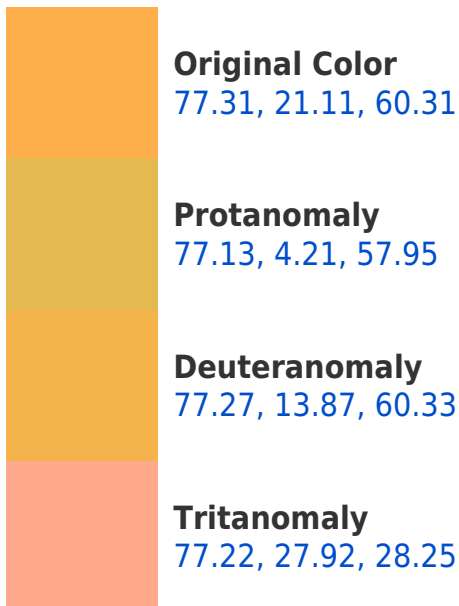 Original Color
77.31, 21.11, 60.31
Protanomaly
77.13, 4.21, 57.95
Deuteranomaly
77.27, 13.87, 60.33
Tritanomaly
77.22, 27.92, 28.25